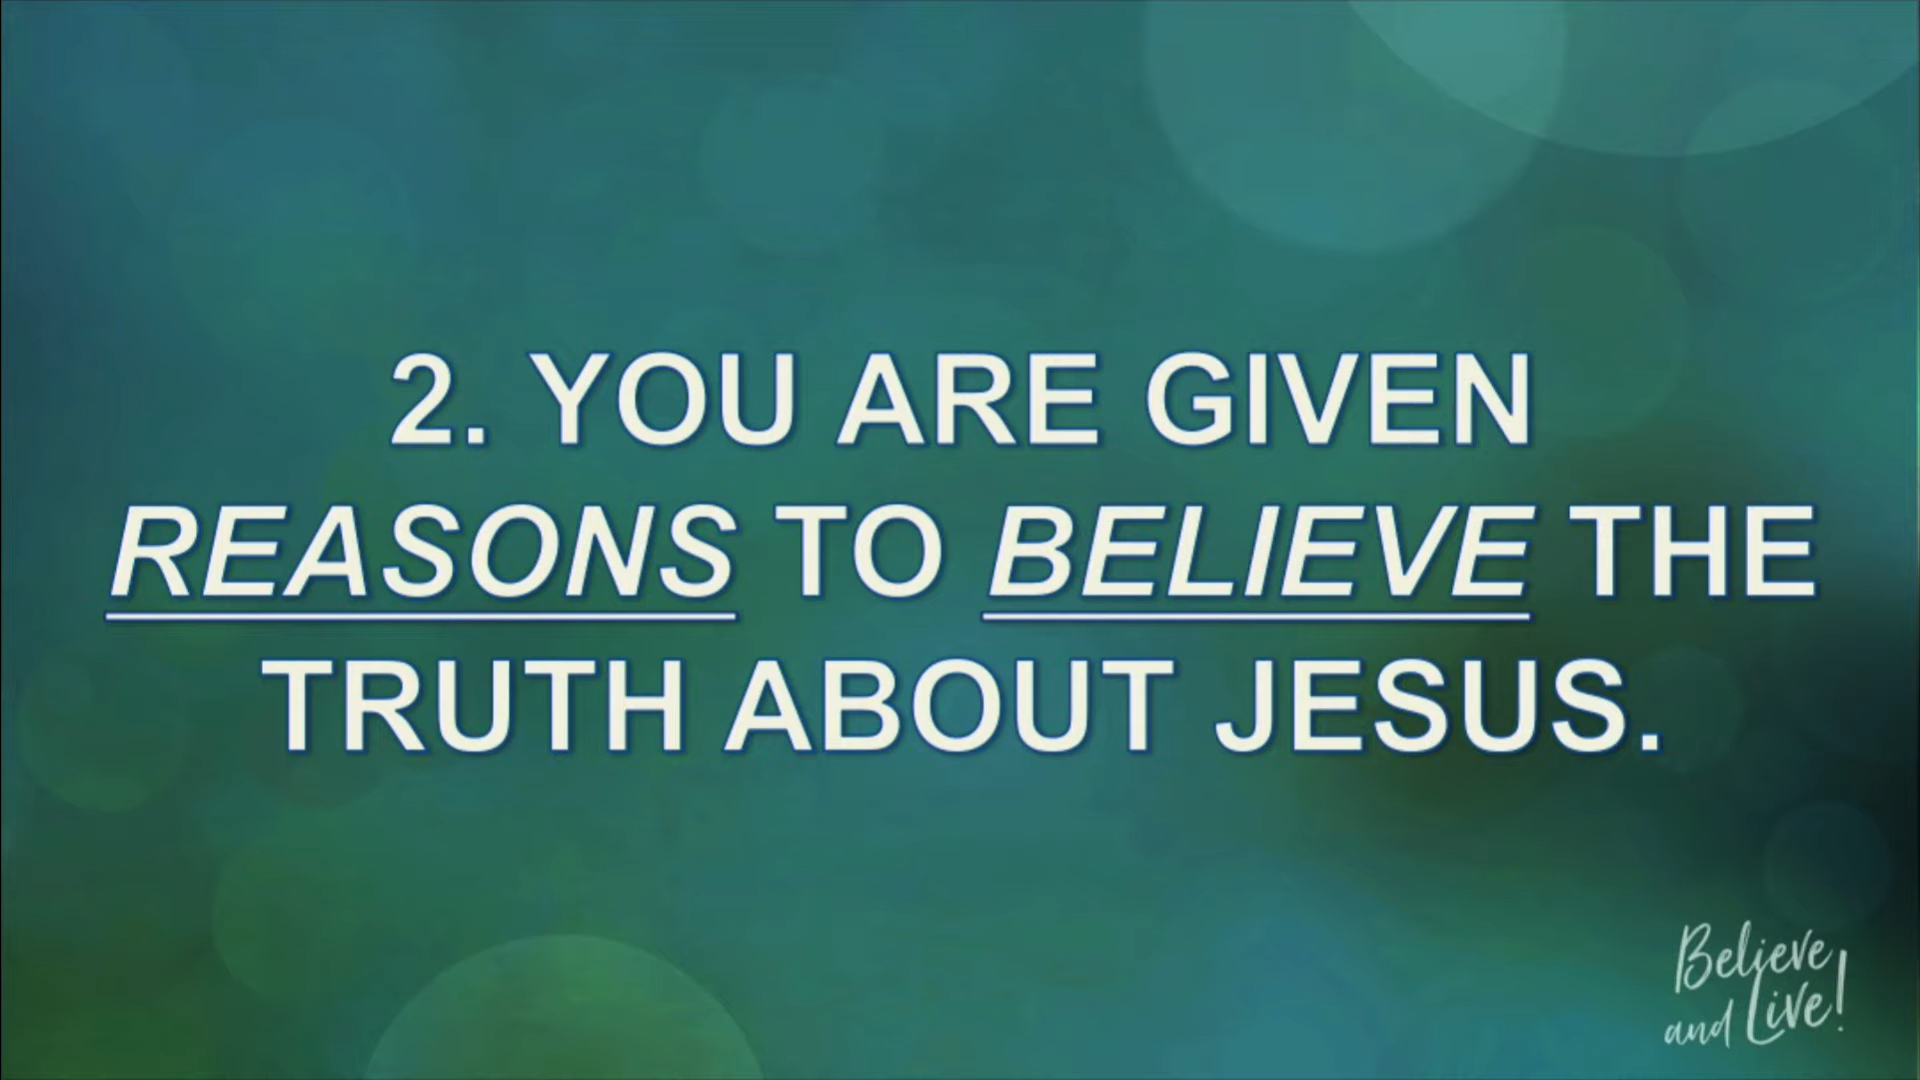 2. YOU ARE GIVEN
REASONS TO BELIEVE THE
TRUTH ABOUT JESUS.
Believe
and Live!